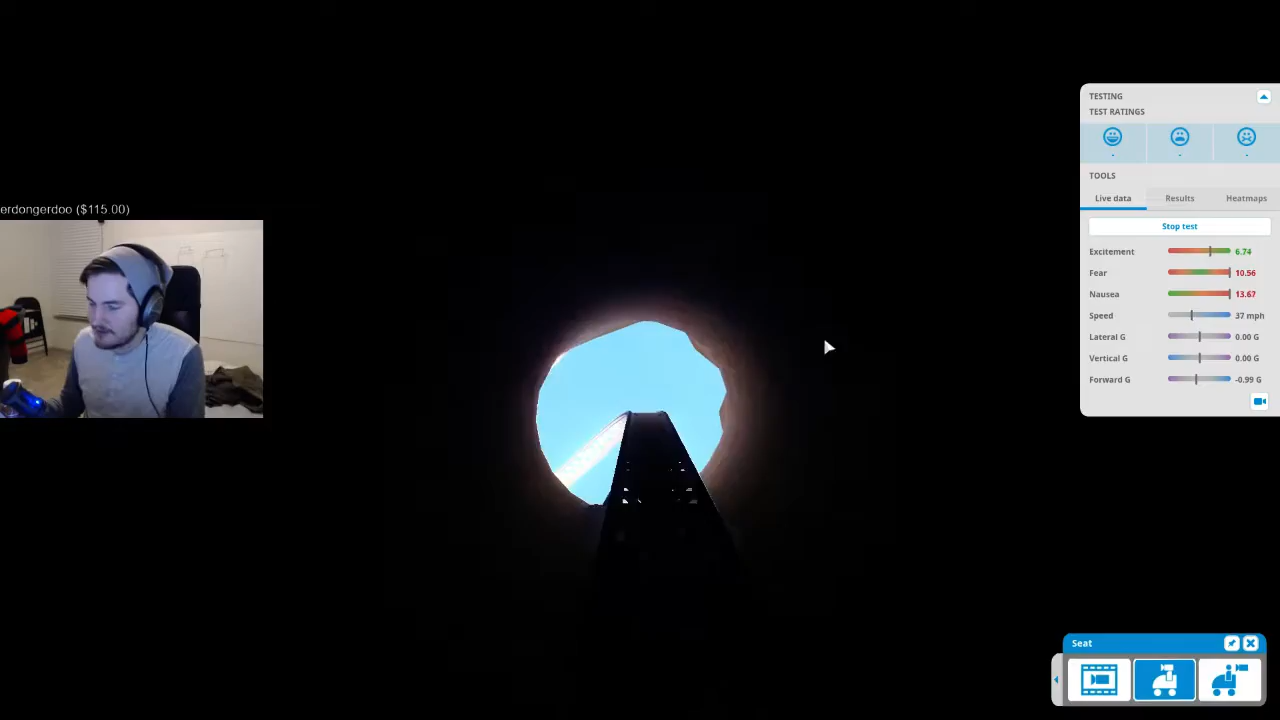 TESTING
TEST RATINGS
- - -
TOOLS
Live data Results Heatmaps
Stop test
Excitement 6.74
Fear 10.56
Nausea 13.67
Speed 37 mph
Lateral G 0.00 G
Vertical G 0.00 G
Forward G -0.99 G
erdongerdoo ($115.00)
Seat